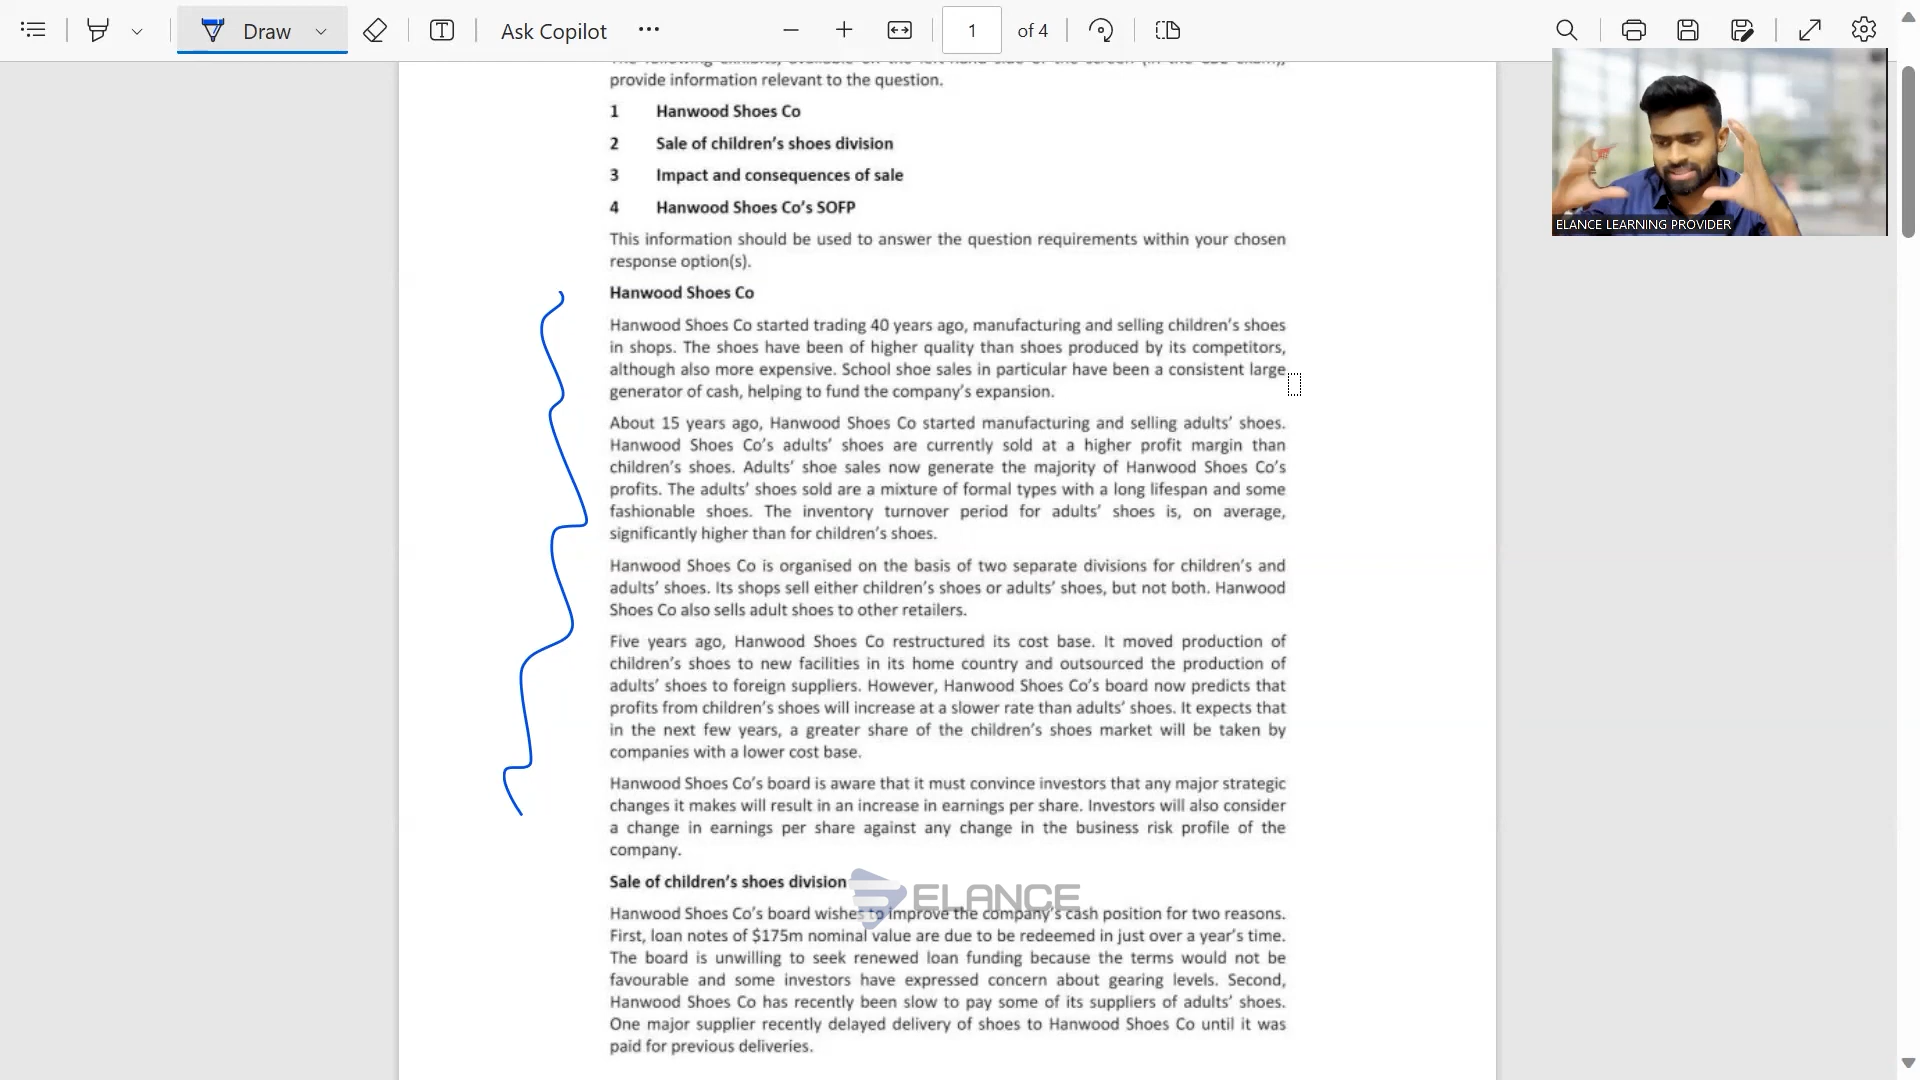 Draw
Ask Copilot
1 of 4
provide information relevant to the question.
1 Hanwood Shoes Co
2 Sale of children's shoes division
3 Impact and consequences of sale
4 Hanwood Shoes Co's SOFP
This information should be used to answer the question requirements within your chosen
response option(s).
Hanwood Shoes Co
Hanwood Shoes Co started trading 40 years ago, manufacturing and selling children's shoes
in shops. The shoes have been of higher quality than shoes produced by its competitors,
although also more expensive. School shoe sales in particular have been a consistent large
generator of cash, helping to fund the company's expansion.
About 15 years ago, Hanwood Shoes Co started manufacturing and selling adults' shoes.
Hanwood Shoes Co's adults' shoes are currently sold at a higher profit margin than
children's shoes. Adults' shoe sales now generate the majority of Hanwood Shoes Co's
profits. The adults' shoes sold are a mixture of formal types with a long lifespan and some
fashionable shoes. The inventory turnover period for adults' shoes is, on average,
significantly higher than for children's shoes.
Hanwood Shoes Co is organised on the basis of two separate divisions for children's and
adults' shoes. Its shops sell either children's shoes or adults' shoes, but not both. Hanwood
Shoes Co also sells adult shoes to other retailers.
Five years ago, Hanwood Shoes Co restructured its cost base. It moved production of
children's shoes to new facilities in its home country and outsourced the production of
adults' shoes to foreign suppliers. However, Hanwood Shoes Co's board now predicts that
profits from children's shoes will increase at a slower rate than adults' shoes. It expects that
in the next few years, a greater share of the children's shoes market will be taken by
companies with a lower cost base.
Hanwood Shoes Co's board is aware that it must convince investors that any major strategic
changes it makes will result in an increase in earnings per share. Investors will also consider
a change in earnings per share against any change in the business risk profile of the
company.
Sale of children's shoes division
ELANCE
Hanwood Shoes Co's board wishes to improve the company's cash position for two reasons.
First, loan notes of $175m nominal value are due to be redeemed in just over a year's time.
The board is unwilling to seek renewed loan funding because the terms would not be
favourable and some investors have expressed concern about gearing levels. Second,
Hanwood Shoes Co has recently been slow to pay some of its suppliers of adults' shoes.
One major supplier recently delayed delivery of shoes to Hanwood Shoes Co until it was
paid for previous deliveries.
ELANCE LEARNING PROVIDER